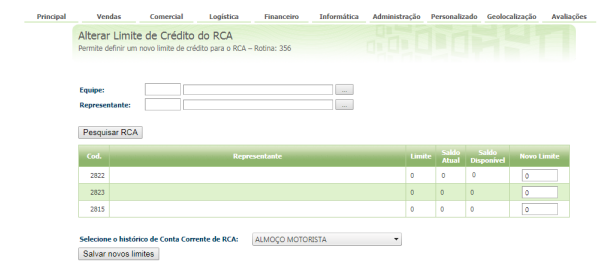 Principal Vendas Comercial Logística Financeiro Informática Administração Personalizado Geolocalização Avaliações
Alterar Limite de Crédito do RCA
Permite definir um novo limite de crédito para o RCA – Rotina: 356
Equipe: ...
Representante: ...
Pesquisar RCA
Cod. Representante Limite Saldo Atual Saldo Disponível Novo Limite
2822 0 0 0 0
2823 0 0 0 0
2815 0 0 0 0
Selecione o histórico de Conta Corrente de RCA: ALMOÇO MOTORISTA
Salvar novos limites